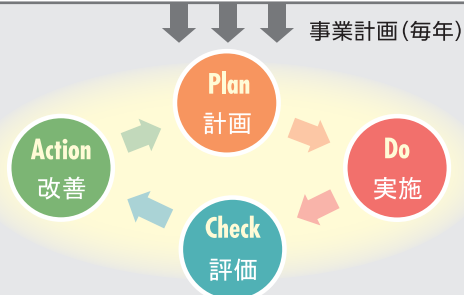 事業計画（毎年）
Plan
計画
Action
改善
Do
実施
Check
評価